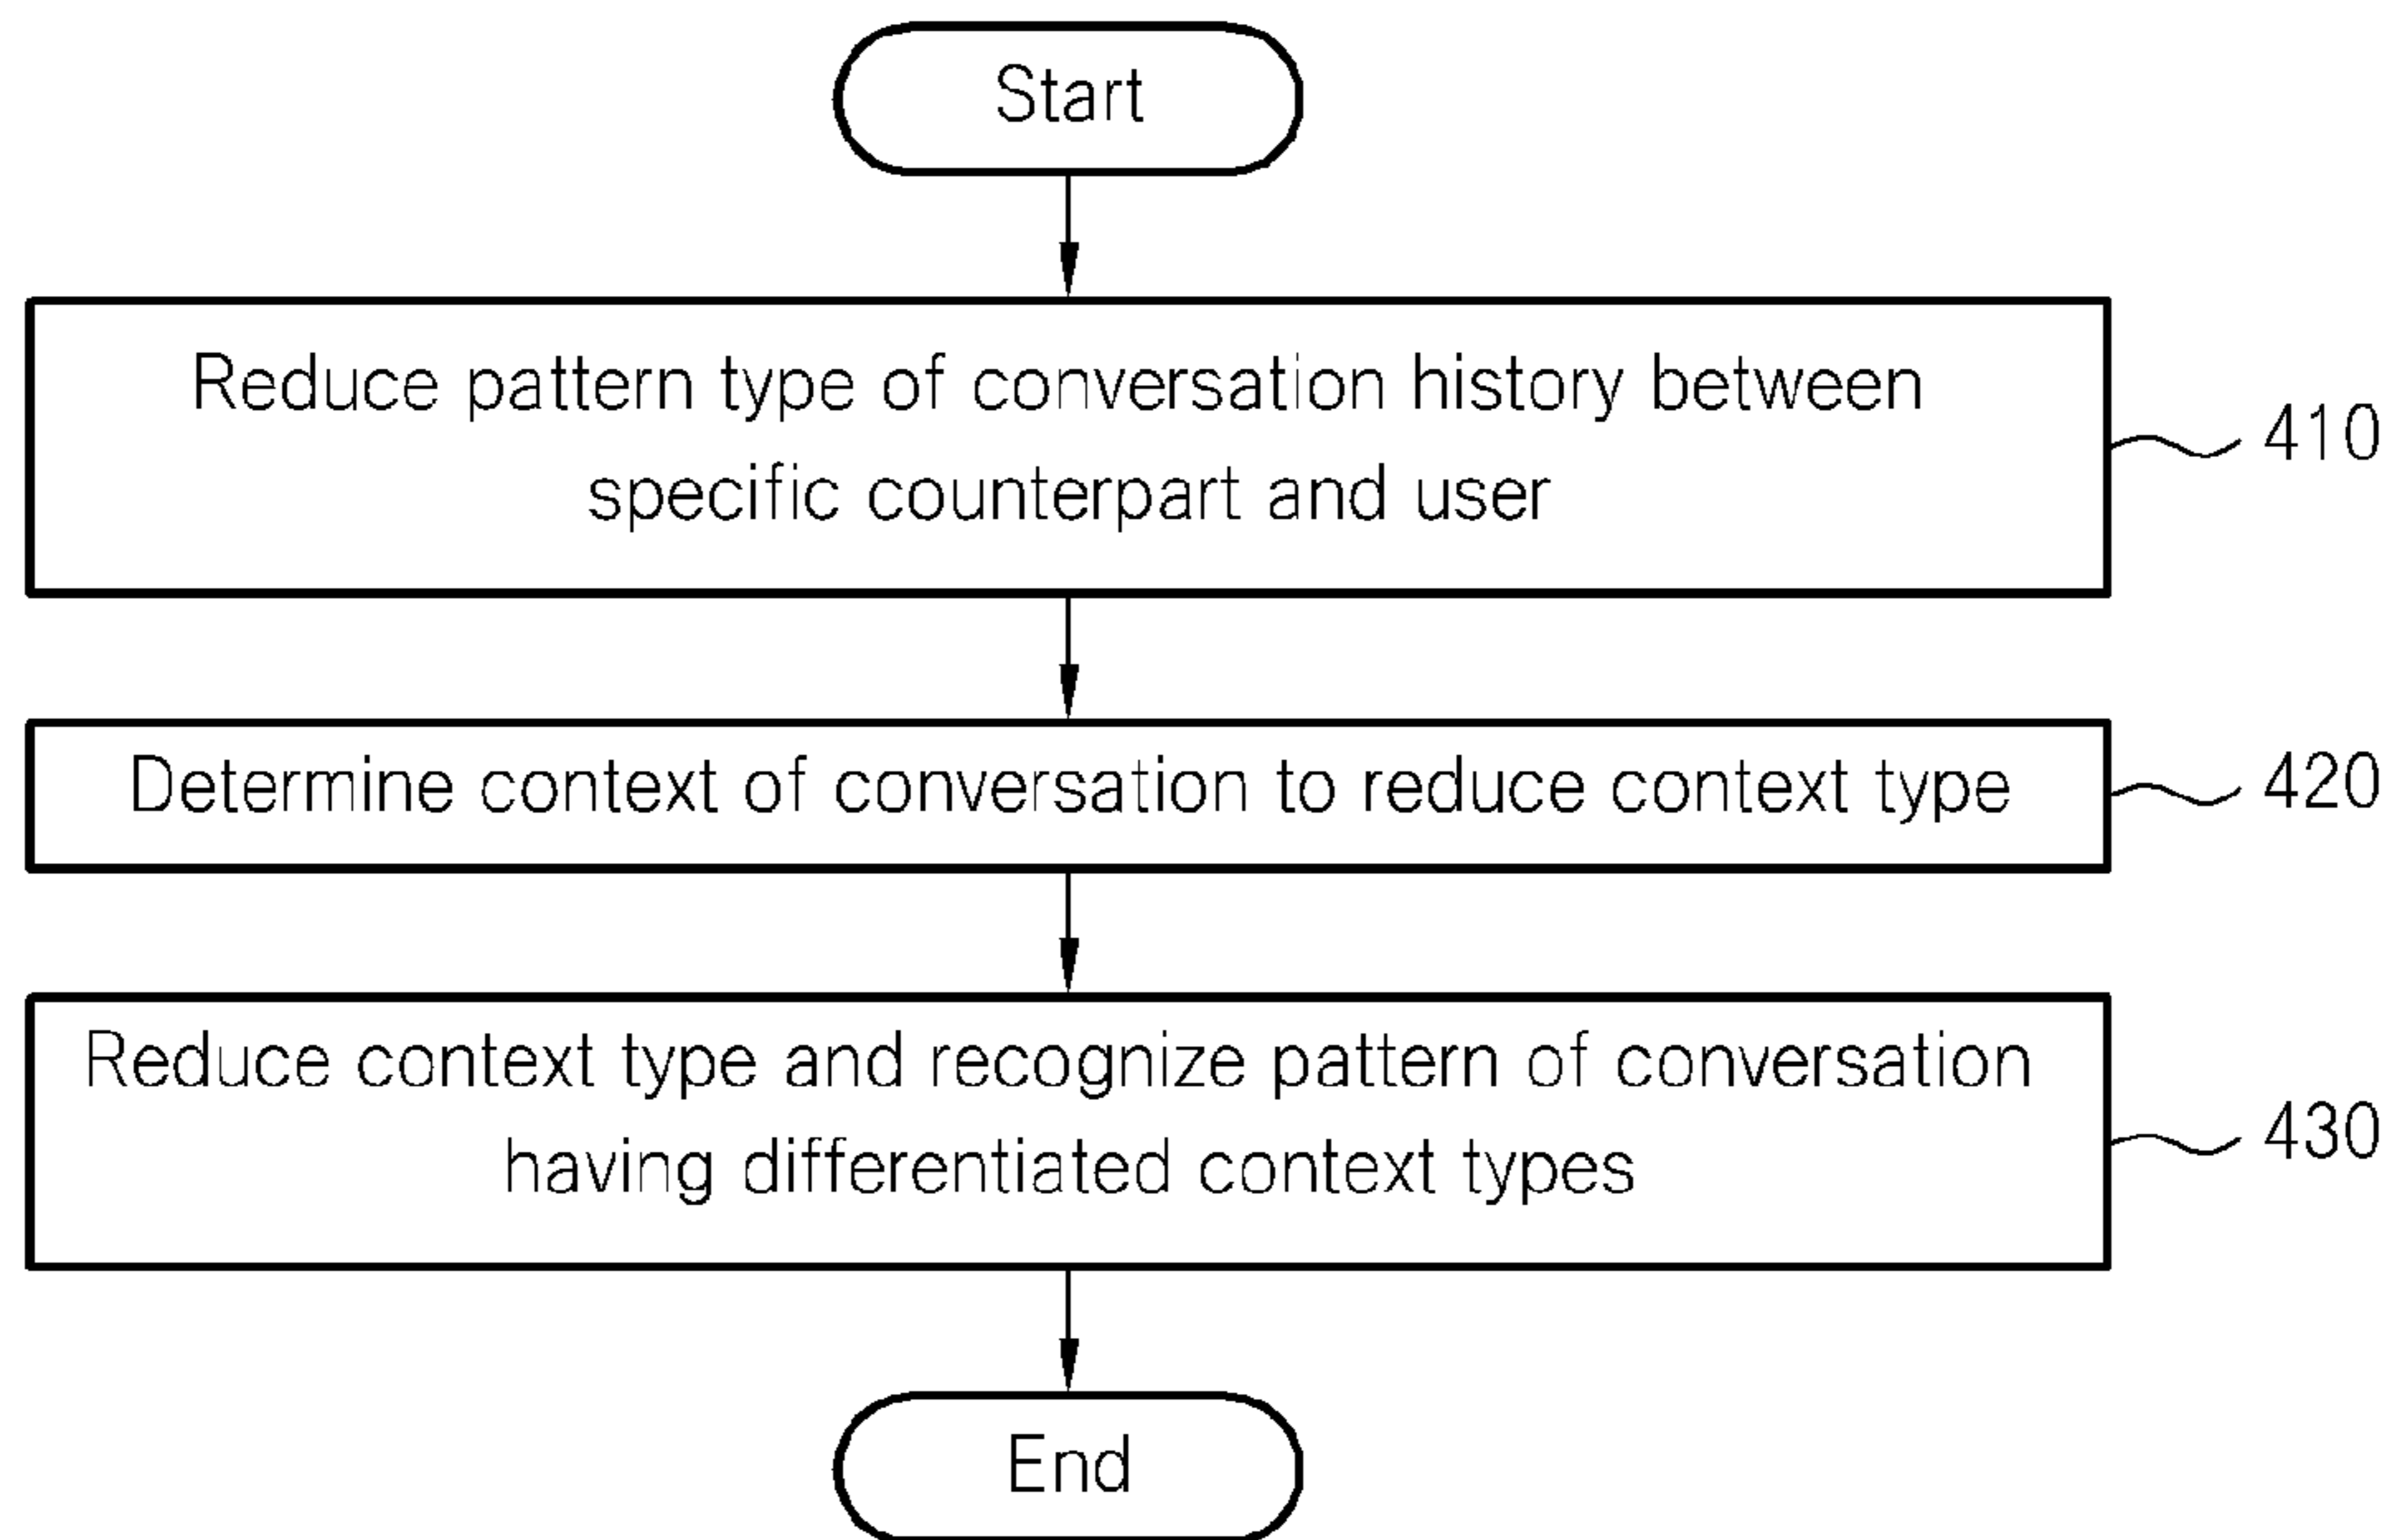 Start
Reduce pattern type of conversation history between
specific counterpart and user
410
Determine context of conversation to reduce context type
420
Reduce context type and recognize pattern of conversation
having differentiated context types
430
End